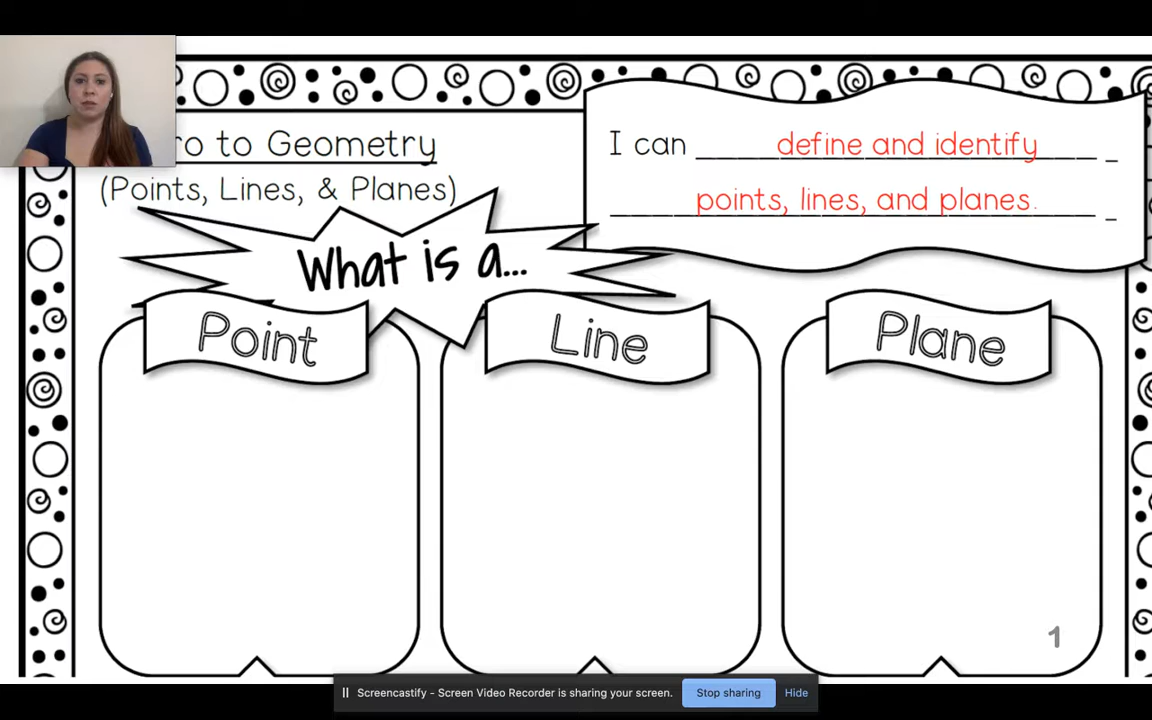 ro to Geometry
(Points, Lines, & Planes)
I can define and identify
points, lines, and planes.
What is a...
Point
Line
Plane
1
Screencastify - Screen Video Recorder is sharing your screen.
Stop sharing
Hide